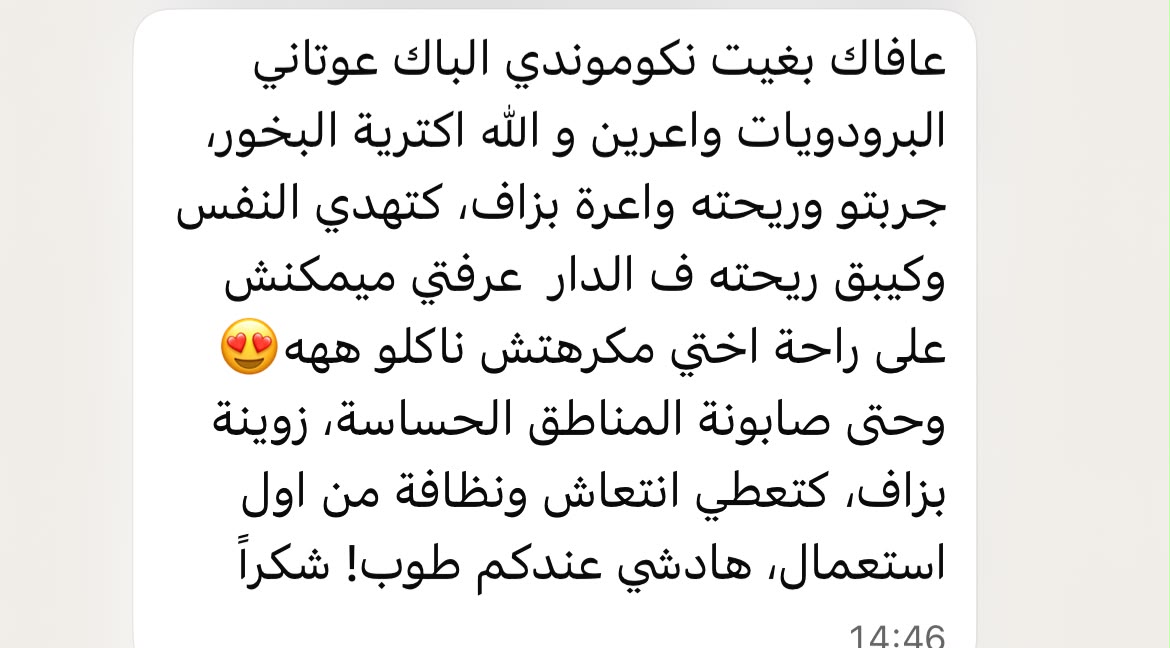 عافاك بغيت نكوموندي الباك عوتاني
البرودويات واعرين و الله اكترية البخور،
جربتو وريحته واعرة بزاف، كتهدي النفس
وكيبق ريحته ف الدار  عرفتي ميمكنش
على راحة اختي مكرهتش ناكلو ههه😍
وحتى صابونة المناطق الحساسة، زوينة
بزاف، كتعطي انتعاش ونظافة من اول
استعمال، هادشي عندكم طوب! شكراً
14:46